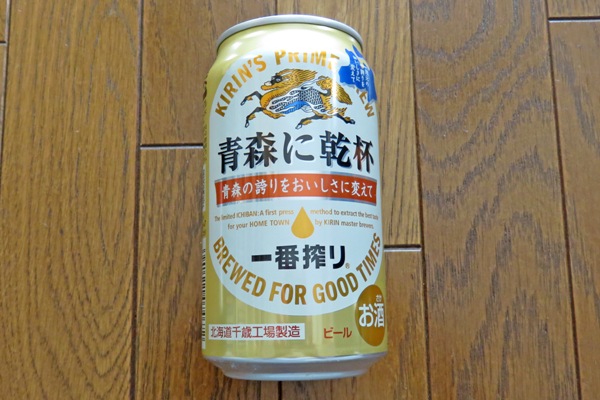 KIRIN'S PRIME BREW
青森に乾杯
青森の誇りをおいしさに変えて
The limited ICHIBAN: A first press method to extract the best taste
for your HOME TOWN by KIRIN master brewers.
一番搾り®
BREWED FOR GOOD TIMES
お酒
北海道千歳工場製造
ビール